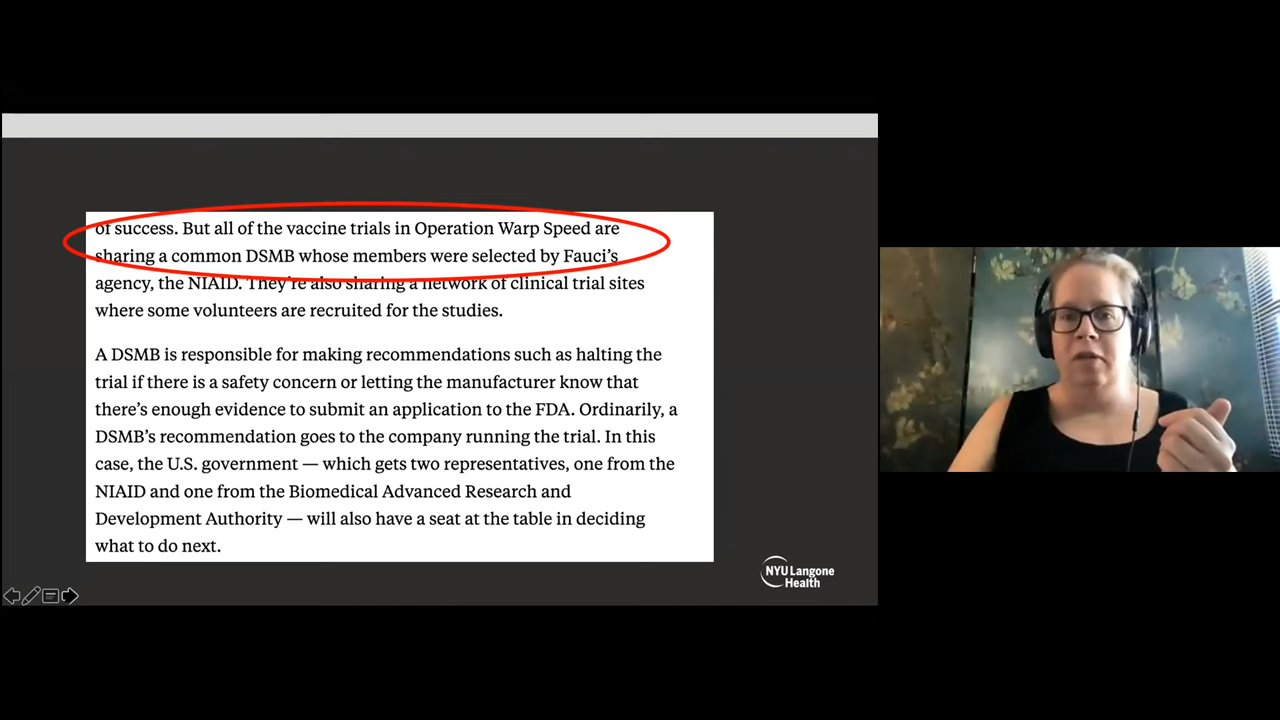 of success. But all of the vaccine trials in Operation Warp Speed are
sharing a common DSMB whose members were selected by Fauci’s
agency, the NIAID. They’re also sharing a network of clinical trial sites
where some volunteers are recruited for the studies.
A DSMB is responsible for making recommendations such as halting the
trial if there is a safety concern or letting the manufacturer know that
there’s enough evidence to submit an application to the FDA. Ordinarily, a
DSMB’s recommendation goes to the company running the trial. In this
case, the U.S. government — which gets two representatives, one from the
NIAID and one from the Biomedical Advanced Research and
Development Authority — will also have a seat at the table in deciding
what to do next.
NYU Langone
Health